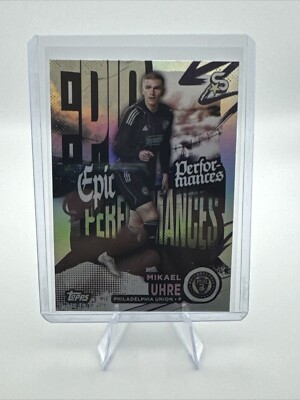 EPIC
Epic
Perfor-
mances
PERFORMANCES
MIKAEL
UHRE
topps
PHILADELPHIA UNION • F